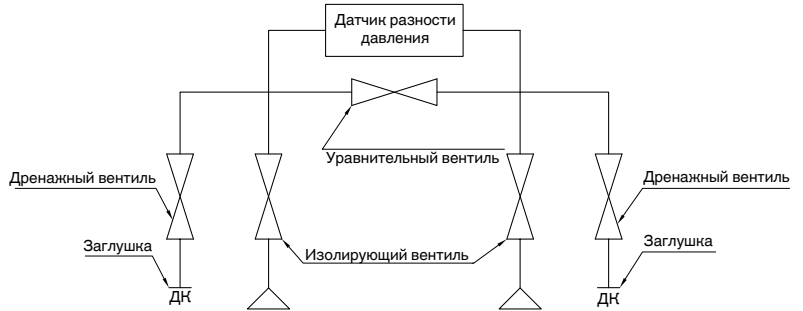 Датчик разности
давления
Уравнительный вентиль
Дренажный вентиль
Дренажный вентиль
Заглушка
Изолирующий вентиль
Заглушка
ДК
ДК